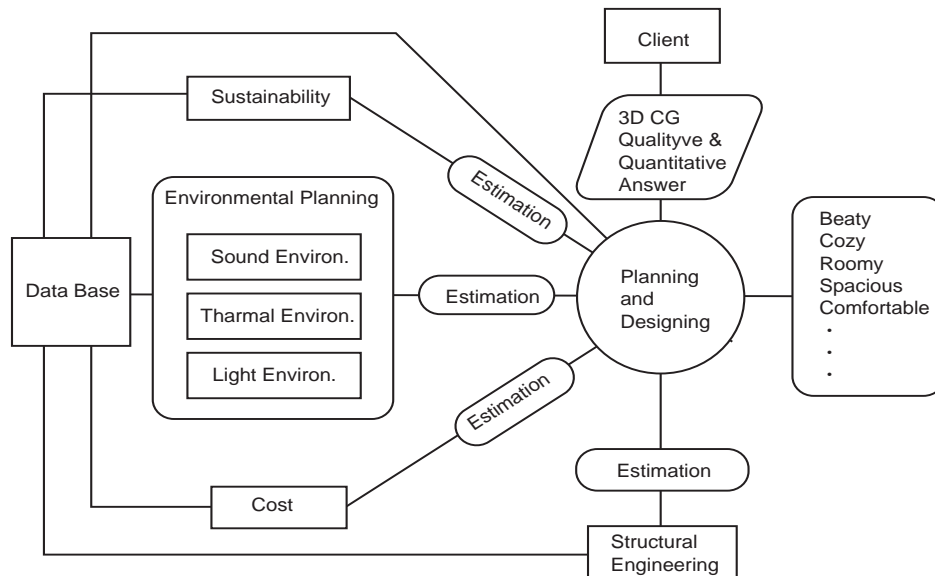 Client
Sustainability
3D CG
Qualityve &
Quantitative
Answer
Estimation
Environmental Planning
Sound Environ.
Tharmal Environ.
Light Environ.
Data Base
Estimation
Planning
and
Designing
Beaty
Cozy
Roomy
Spacious
Comfortable
.
.
.
Estimation
Estimation
Cost
Structural
Engineering